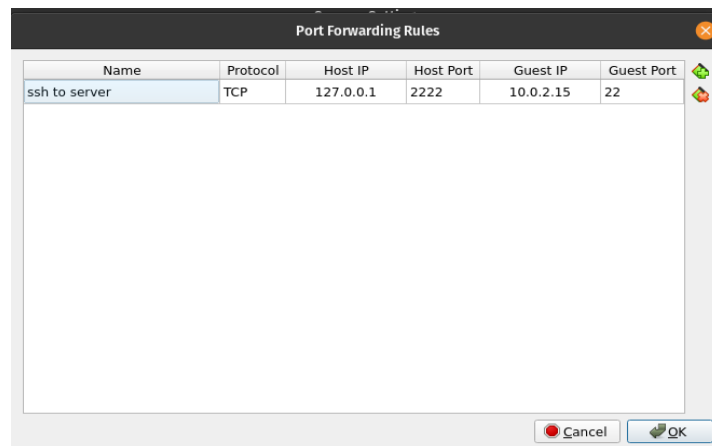 Port Forwarding Rules
Name Protocol Host IP Host Port Guest IP Guest Port
ssh to server TCP 127.0.0.1 2222 10.0.2.15 22
Cancel OK